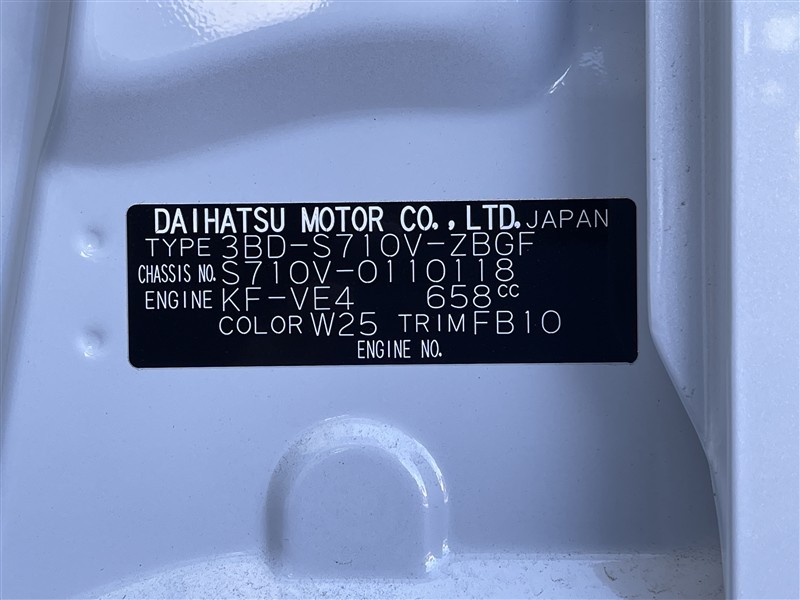 DAIHATSU MOTOR CO.,LTD. JAPAN
TYPE 3BD-S710V-ZBGF
CHASSIS NO. S710V-0110118
ENGINE KF-VE4 658cc
COLOR W25 TRIM FB10
ENGINE NO.